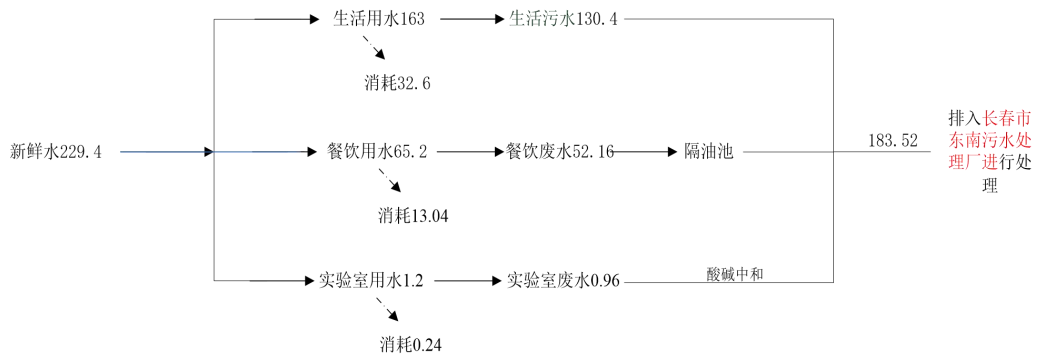 生活用水163
生活污水130.4
消耗32.6
新鲜水229.4
餐饮用水65.2
餐饮废水52.16
隔油池
183.52
排入长春市
东南污水处
理厂进行处
理
消耗13.04
实验室用水1.2
实验室废水0.96
酸碱中和
消耗0.24